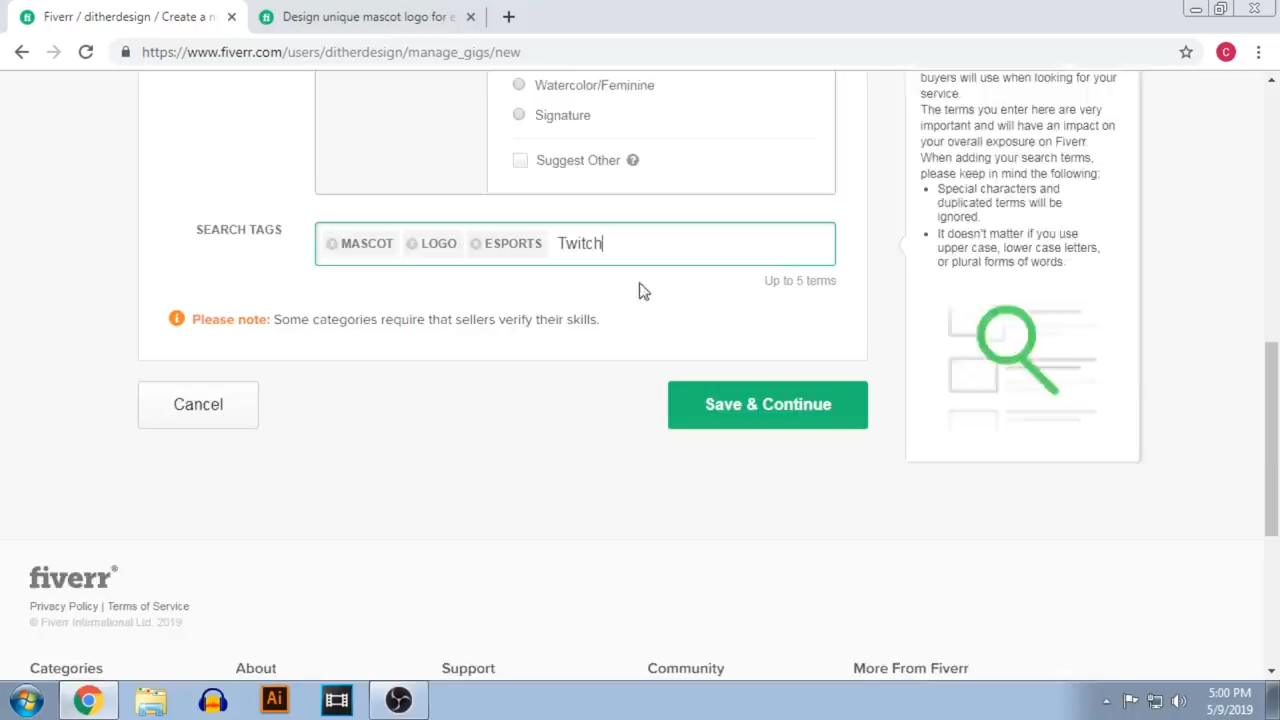 Fiverr / ditherdesign / Create a n
Design unique mascot logo for e
https://www.fiverr.com/users/ditherdesign/manage_gigs/new
C
Watercolor/Feminine
Signature
Suggest Other
buyers will use when looking for your
service.
The terms you enter here are very
important and will have an impact on
your overall exposure on Fiverr.
When adding your search terms,
please keep in mind the following;
Special characters and
duplicated terms will be
ignored.
It doesn't matter if you use
upper case, lower case letters,
or plural forms of words.
SEARCH TAGS
MASCOT LOGO ESPORTS Twitch
Up to 5 terms
Please note: Some categories require that sellers verify their skills.
Cancel
Save & Continue
fiverr®
Privacy Policy | Terms of Service
© Fiverr International Ltd. 2019
Categories About Support Community More From Fiverr
Ai
5:00 PM
5/9/2019